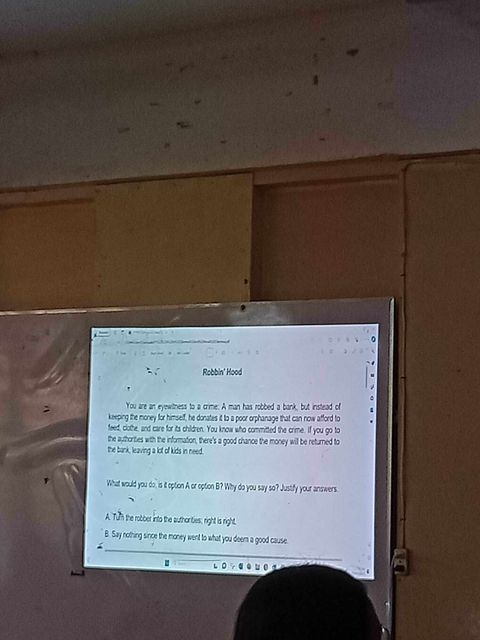 Robbin' Hood
You are an eyewitness to a crime: A man has robbed a bank, but instead of
keeping the money for himself, he donates it to a poor orphanage that can now afford to
feed, clothe, and care for its children. You know who committed the crime. If you go to
the authorities with the information, there's a good chance the money will be returned to
the bank, leaving a lot of kids in need.
What would you do, is it option A or option B? Why do you say so? Justify your answers.
A. Turn the robber into the authorities; right is right.
B. Say nothing since the money went to what you deem a good cause.